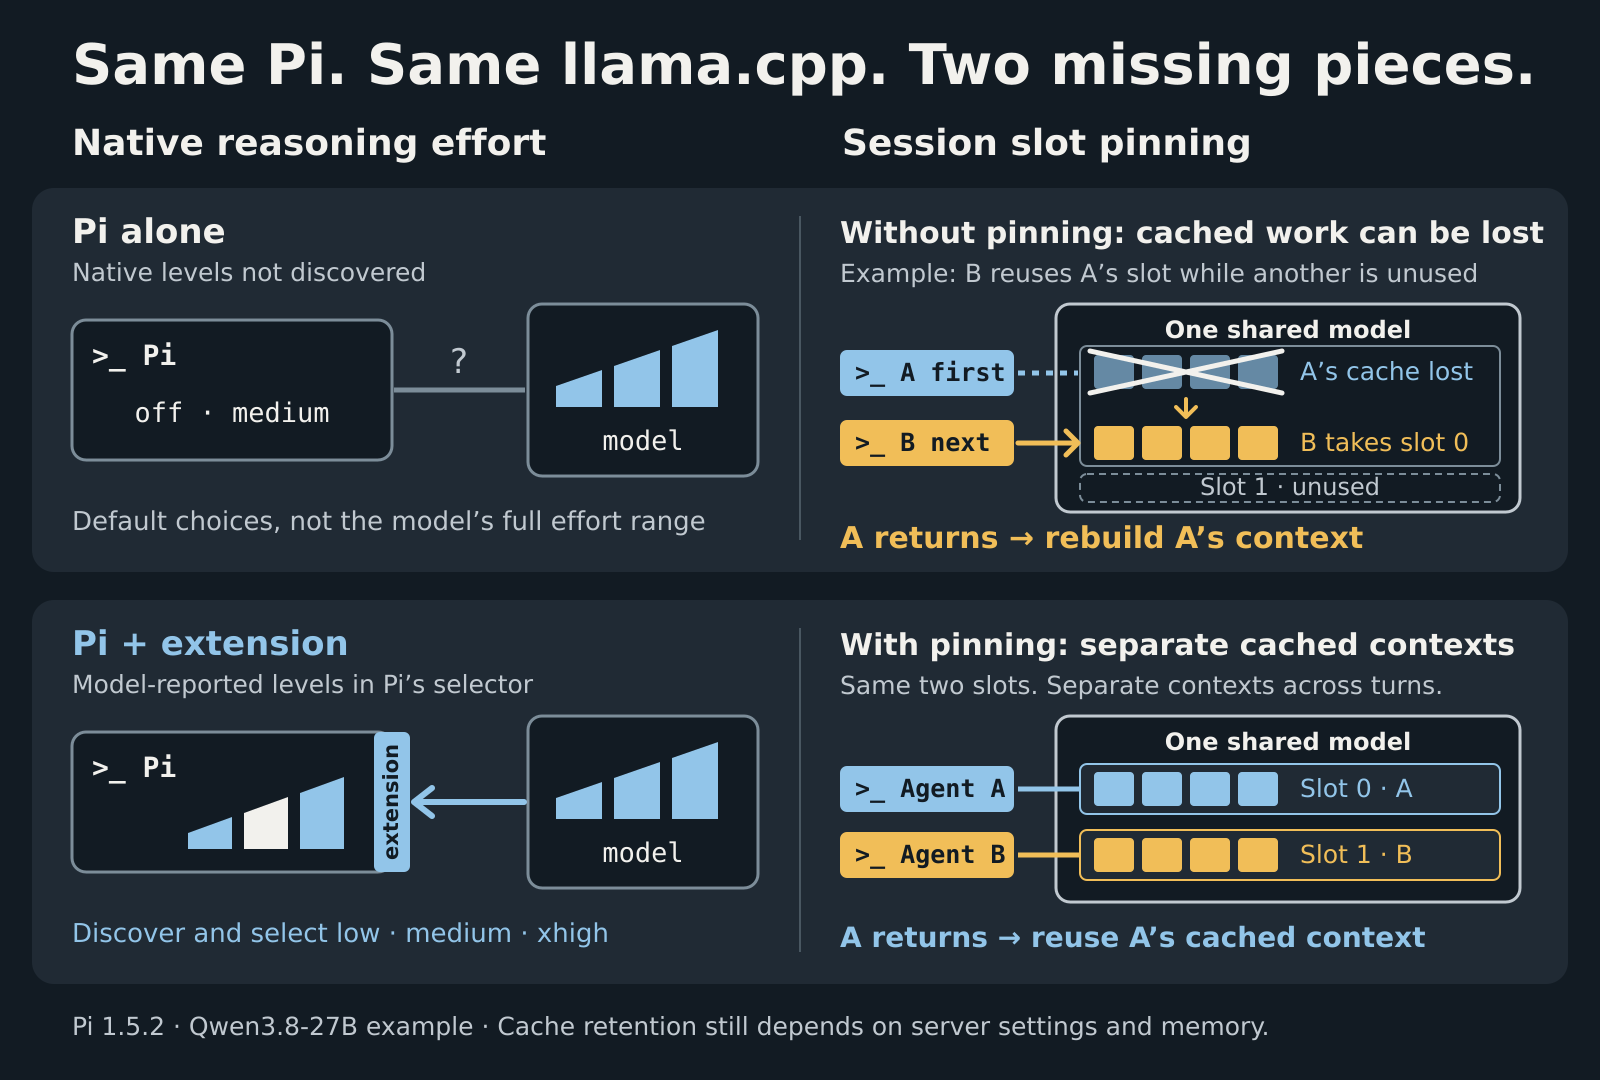 Same Pi. Same llama.cpp. Two missing pieces.
Native reasoning effort
Session slot pinning
Pi alone
Native levels not discovered
>_ Pi
off · medium
?
model
Default choices, not the model’s full effort range
Without pinning: cached work can be lost
Example: B reuses A’s slot while another is unused
One shared model
>_ A first
A’s cache lost
>_ B next
B takes slot 0
Slot 1 · unused
A returns → rebuild A’s context
Pi + extension
Model-reported levels in Pi’s selector
>_ Pi
extension
model
Discover and select low · medium · xhigh
With pinning: separate cached contexts
Same two slots. Separate contexts across turns.
One shared model
>_ Agent A
Slot 0 · A
>_ Agent B
Slot 1 · B
A returns → reuse A’s cached context
Pi 1.5.2 · Qwen3.8-27B example · Cache retention still depends on server settings and memory.